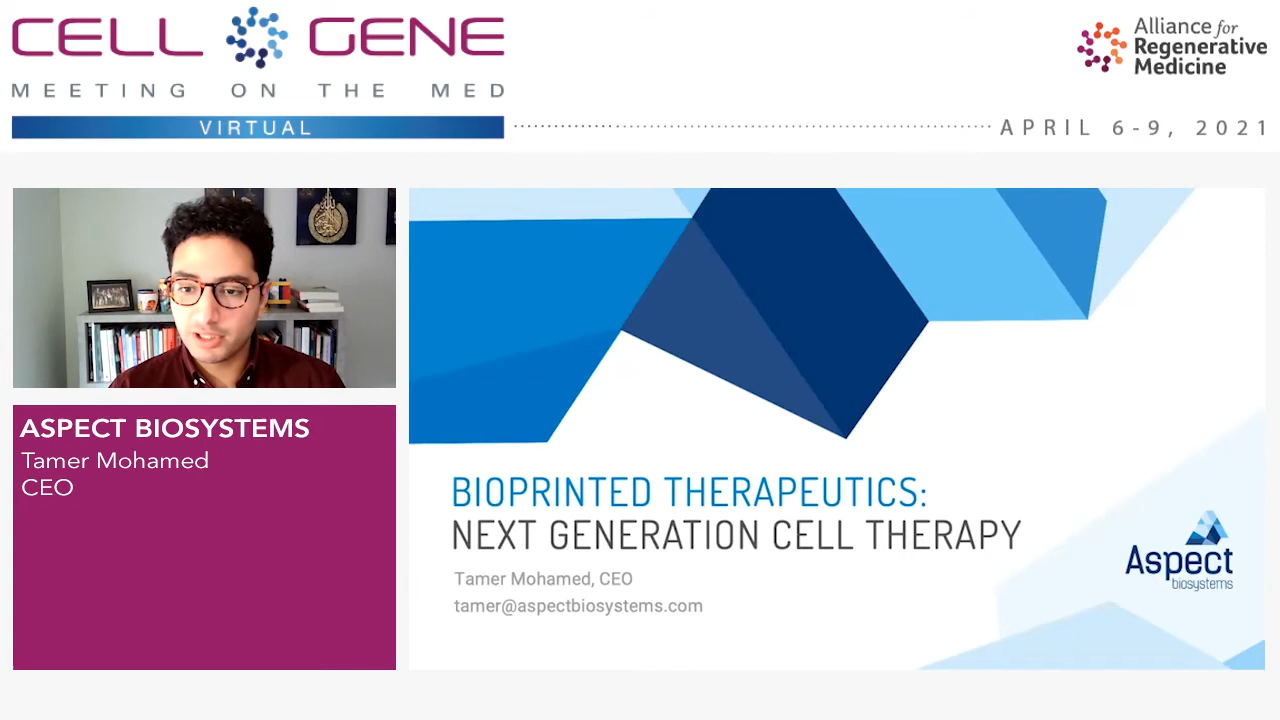 CELL GENE
MEETING ON THE MED
VIRTUAL
Alliance for
Regenerative
Medicine
APRIL 6-9, 2021
ASPECT BIOSYSTEMS
Tamer Mohamed
CEO
BIOPRINTED THERAPEUTICS:
NEXT GENERATION CELL THERAPY
Tamer Mohamed, CEO
tamer@aspectbiosystems.com
Aspect
biosystems